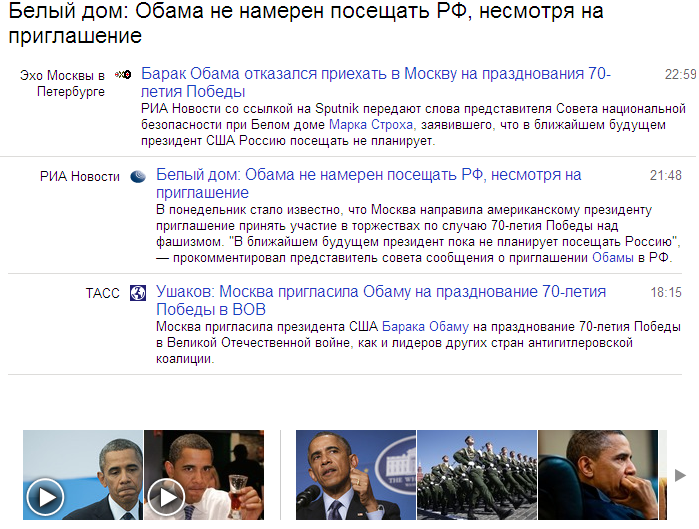 Белый дом: Обама не намерен посещать РФ, несмотря на
приглашение
Эхо Москвы в
Петербурге
Барак Обама отказался приехать в Москву на празднования 70-
летия Победы
22:59
РИА Новости со ссылкой на Sputnik передают слова представителя Совета национальной
безопасности при Белом доме Марка Строха, заявившего, что в ближайшем будущем
президент США Россию посещать не планирует.
РИА Новости
Белый дом: Обама не намерен посещать РФ, несмотря на
приглашение
21:48
В понедельник стало известно, что Москва направила американскому президенту
приглашение принять участие в торжествах по случаю 70-летия Победы над
фашизмом. "В ближайшем будущем президент пока не планирует посещать Россию",
— прокомментировал представитель совета сообщения о приглашении Обамы в РФ.
ТАСС
Ушаков: Москва пригласила Обаму на празднование 70-летия
Победы в ВОВ
18:15
Москва пригласила президента США Барака Обаму на празднование 70-летия Победы
в Великой Отечественной войне, как и лидеров других стран антигитлеровской
коалиции.